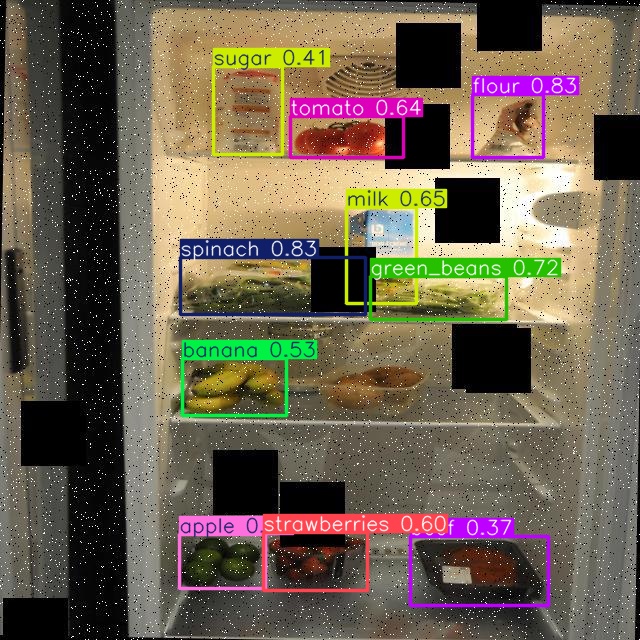 sugar 0.41
flour 0.83
tomato 0.64
milk 0.65
spinach 0.83
green_beans 0.72
banana 0.53
apple 0.
strawberries 0.60
f 0.37